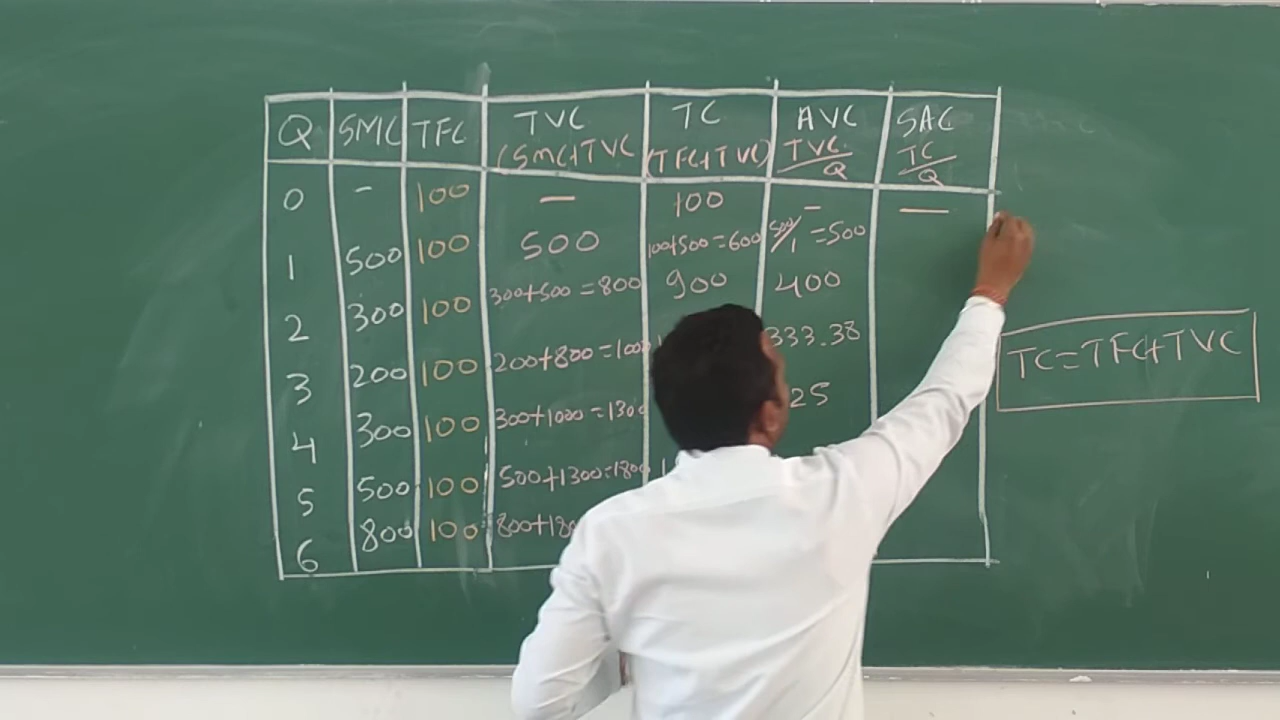 Q SMC TFC TVC TC AVC SAC
(SMC+TVC (TFC+TVC) TVC/Q TC/Q
0 - 100 — 100 - —
1 500 100 500 100+500=600 500/1=500
2 300 100 300+500=800 900 400
3 200 100 200+800=1000 333.38
4 300 100 300+1000=1300 25
5 500 100 500+1300=1800
6 800 100
TC=TFC+TVC